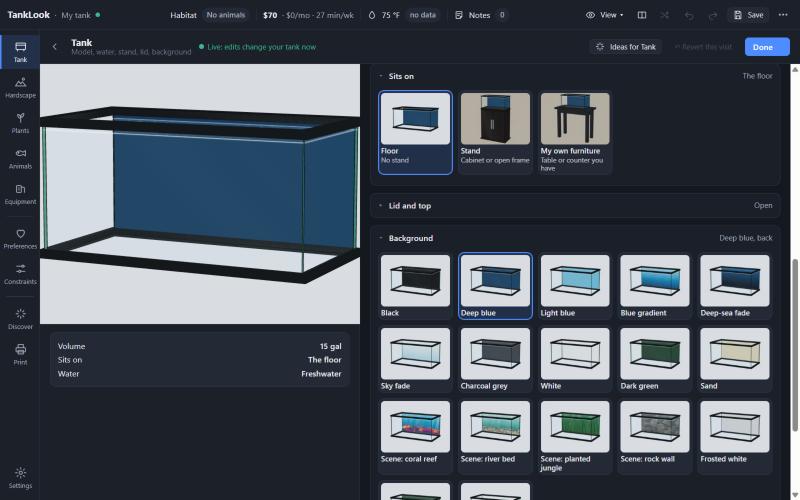 TankLook · My tank
Habitat No animals $70 · $0/mo · 27 min/wk 75 °F no data Notes 0
View Save
Tank
Model, water, stand, lid, background
Live: edits change your tank now
Ideas for Tank Revert this visit Done
Tank
Hardscape
Plants
Animals
Equipment
Preferences
Constraints
Discover
Print
Settings
Volume 15 gal
Sits on The floor
Water Freshwater
Sits on The floor
Floor
No stand
Stand
Cabinet or open frame
My own furniture
Table or counter you
have
Lid and top Open
Background Deep blue, back
Black Deep blue Light blue Blue gradient Deep-sea fade
Sky fade Charcoal grey White Dark green Sand
Scene: coral reef Scene: river bed Scene: planted
jungle Scene: rock wall Frosted white